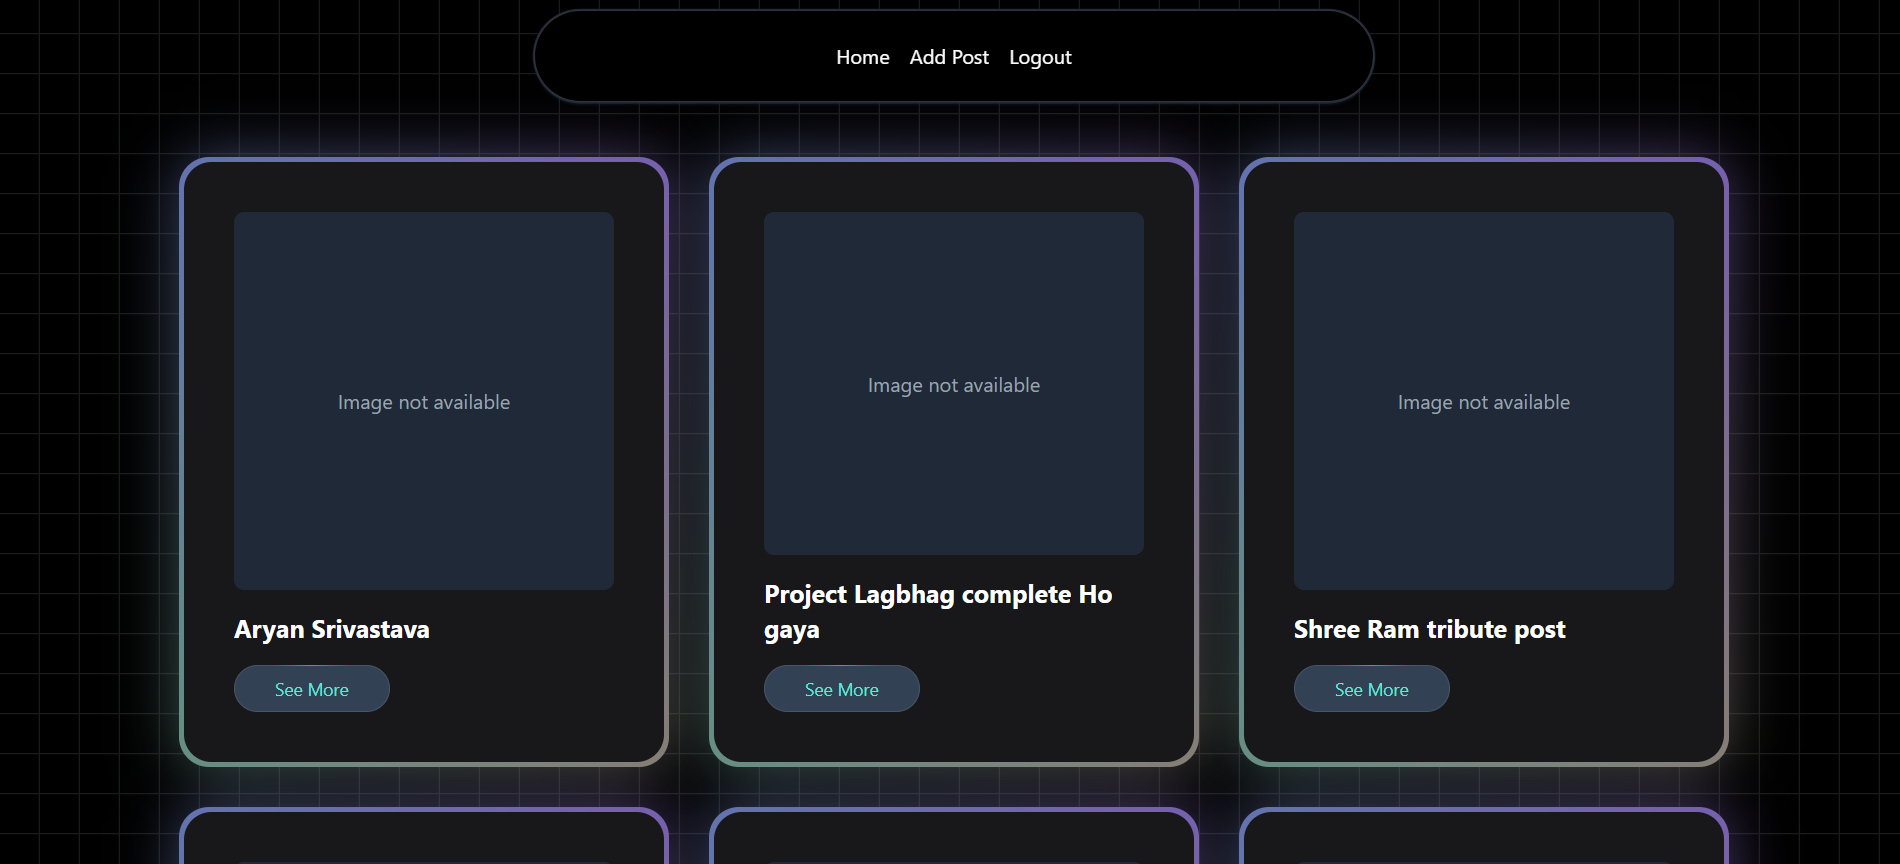 Home Add Post Logout
Image not available
Image not available
Image not available
Aryan Srivastava
Project Lagbhag complete Ho
gaya
Shree Ram tribute post
See More
See More
See More